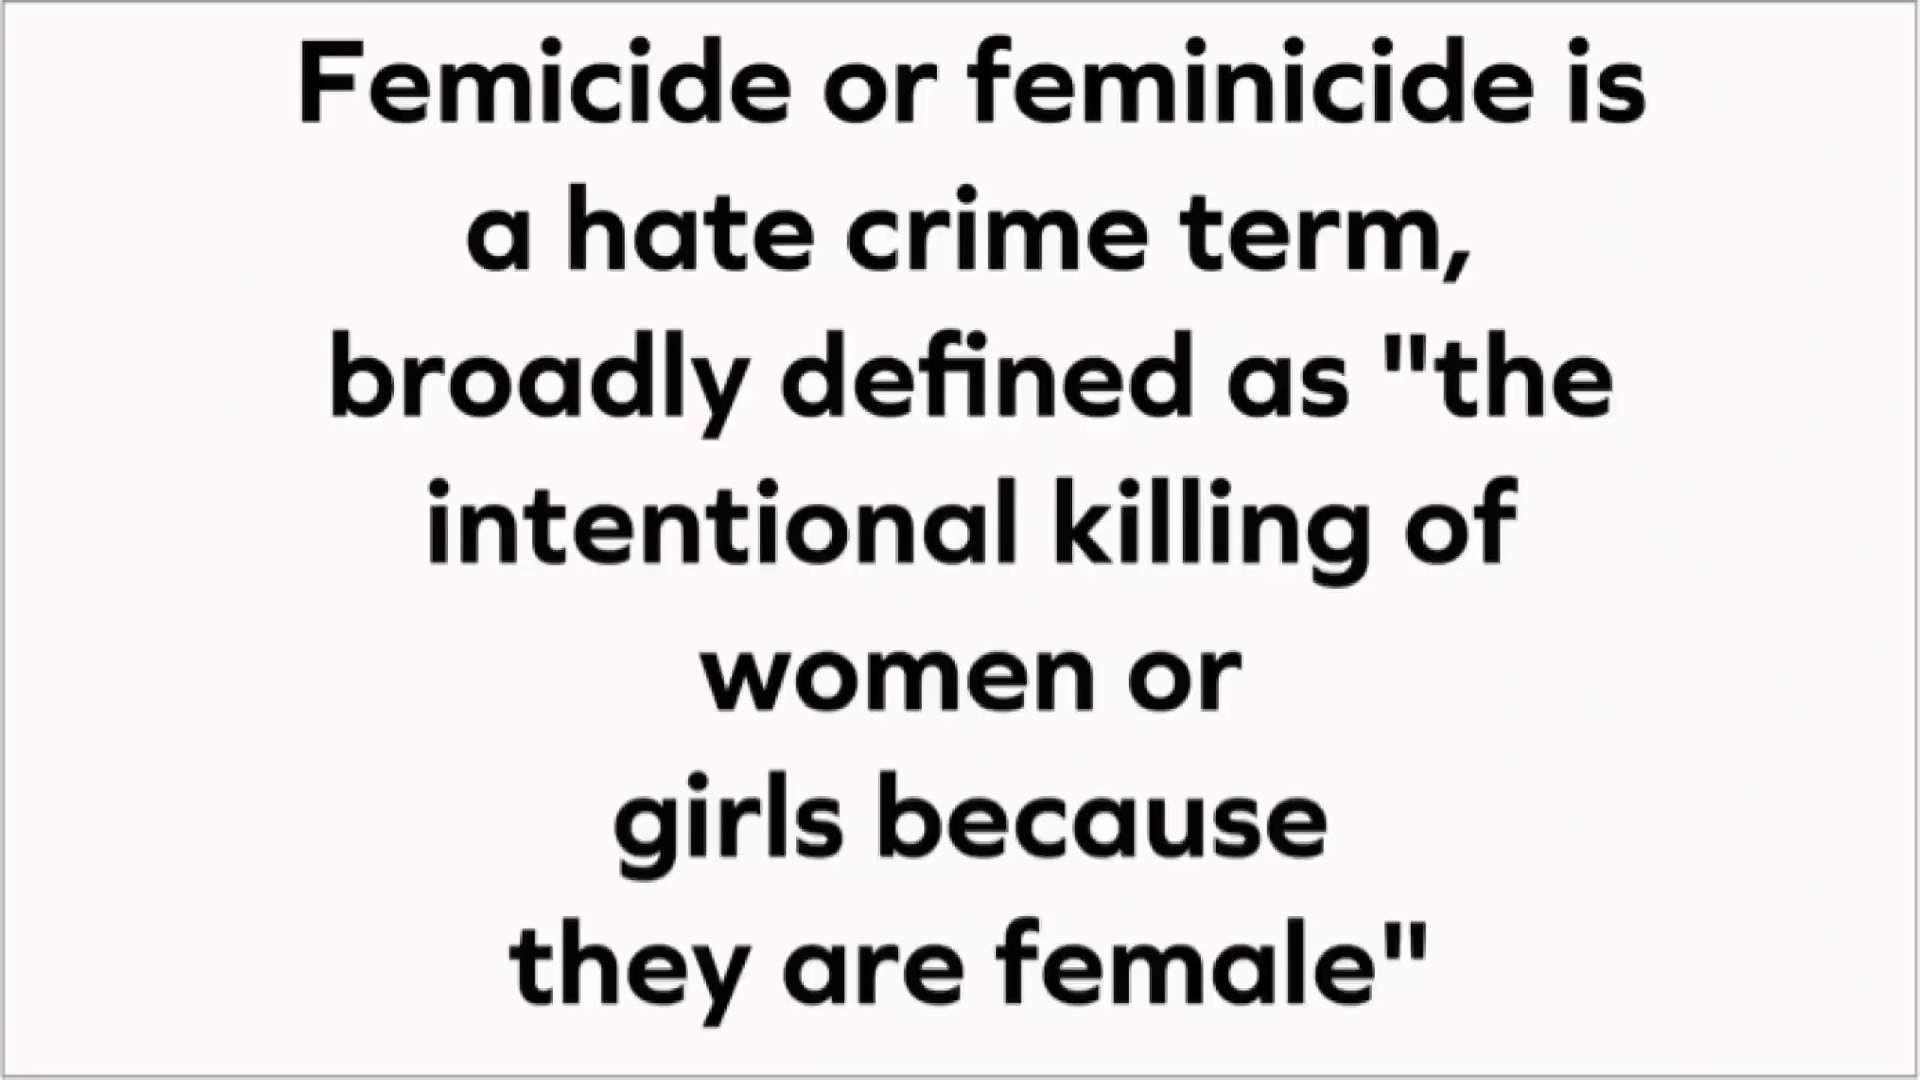 Femicide or feminicide is
a hate crime term,
broadly defined as "the
intentional killing of
women or
girls because
they are female"